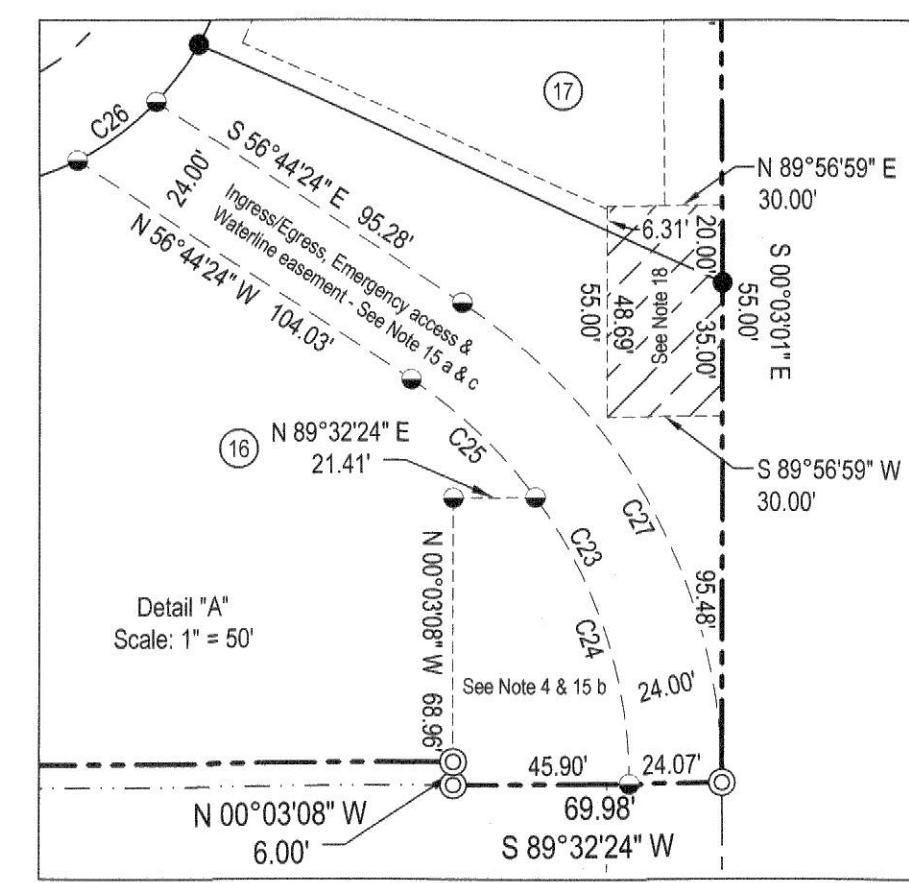 17
C26
S 56°44'24" E 95.28'
24.00'
Ingress/Egress, Emergency access &
Waterline easement - See Note 15 a & c
N 56°44'24" W 104.03'
N 89°56'59" E
30.00'
6.31'
20.00'
S 00°03'01" E
55.00'
55.00'
48.69'
See Note 18
35.00'
S 89°56'59" W
30.00'
16
N 89°32'24" E
21.41'
C25
C23
C27
C24
95.48'
N 00°03'08" W 68.96'
Detail "A"
Scale: 1" = 50'
See Note 4 & 15 b
24.00'
45.90'
24.07'
69.98'
S 89°32'24" W
N 00°03'08" W
6.00'